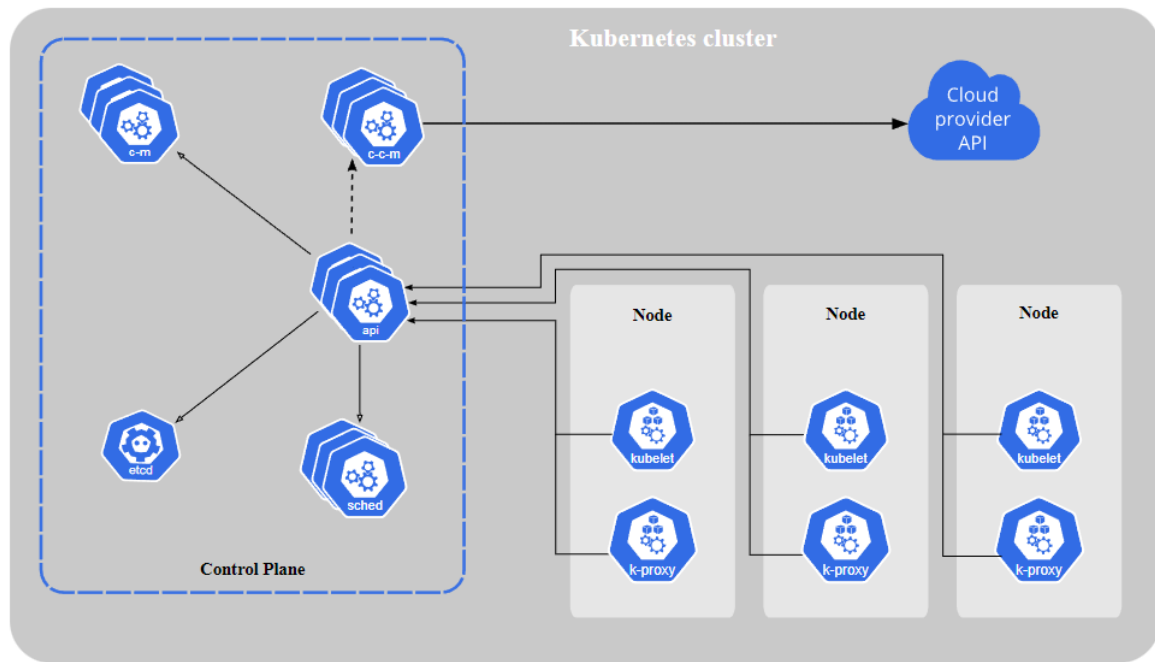 Kubernetes cluster
c-m
c-c-m
Cloud
provider
API
api
etcd
sched
Control Plane
Node
kubelet
k-proxy
Node
kubelet
k-proxy
Node
kubelet
k-proxy